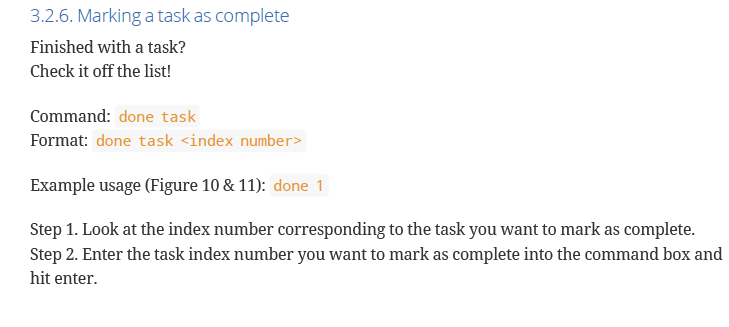 3.2.6. Marking a task as complete
Finished with a task?
Check it off the list!
Command: done task
Format: done task <index number>
Example usage (Figure 10 & 11): done 1
Step 1. Look at the index number corresponding to the task you want to mark as complete.
Step 2. Enter the task index number you want to mark as complete into the command box and
hit enter.